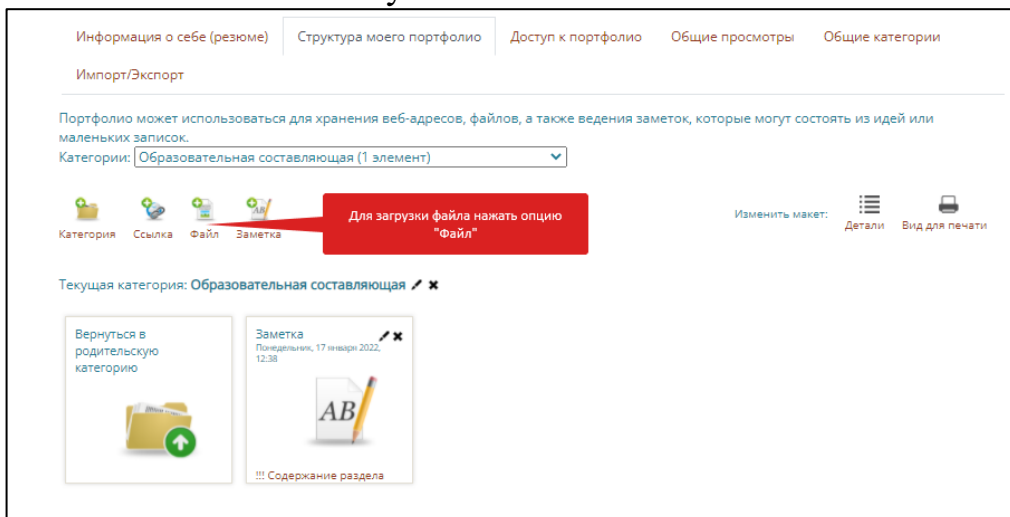 Информация о себе (резюме) Структура моего портфолио Доступ к портфолио Общие просмотры Общие категории
Импорт/Экспорт
Портфолио может использоваться для хранения веб-адресов, файлов, а также ведения заметок, которые могут состоять из идей или
маленьких записок.
Категории: Образовательная составляющая (1 элемент)
Категория Ссылка Файл Заметка
Для загрузки файла нажать опцию
"Файл"
Изменить макет: Детали Вид для печати
Текущая категория: Образовательная составляющая
Вернуться в
родительскую
категорию
Заметка
Понедельник, 17 января 2022,
12:38
AB
!!! Содержание раздела